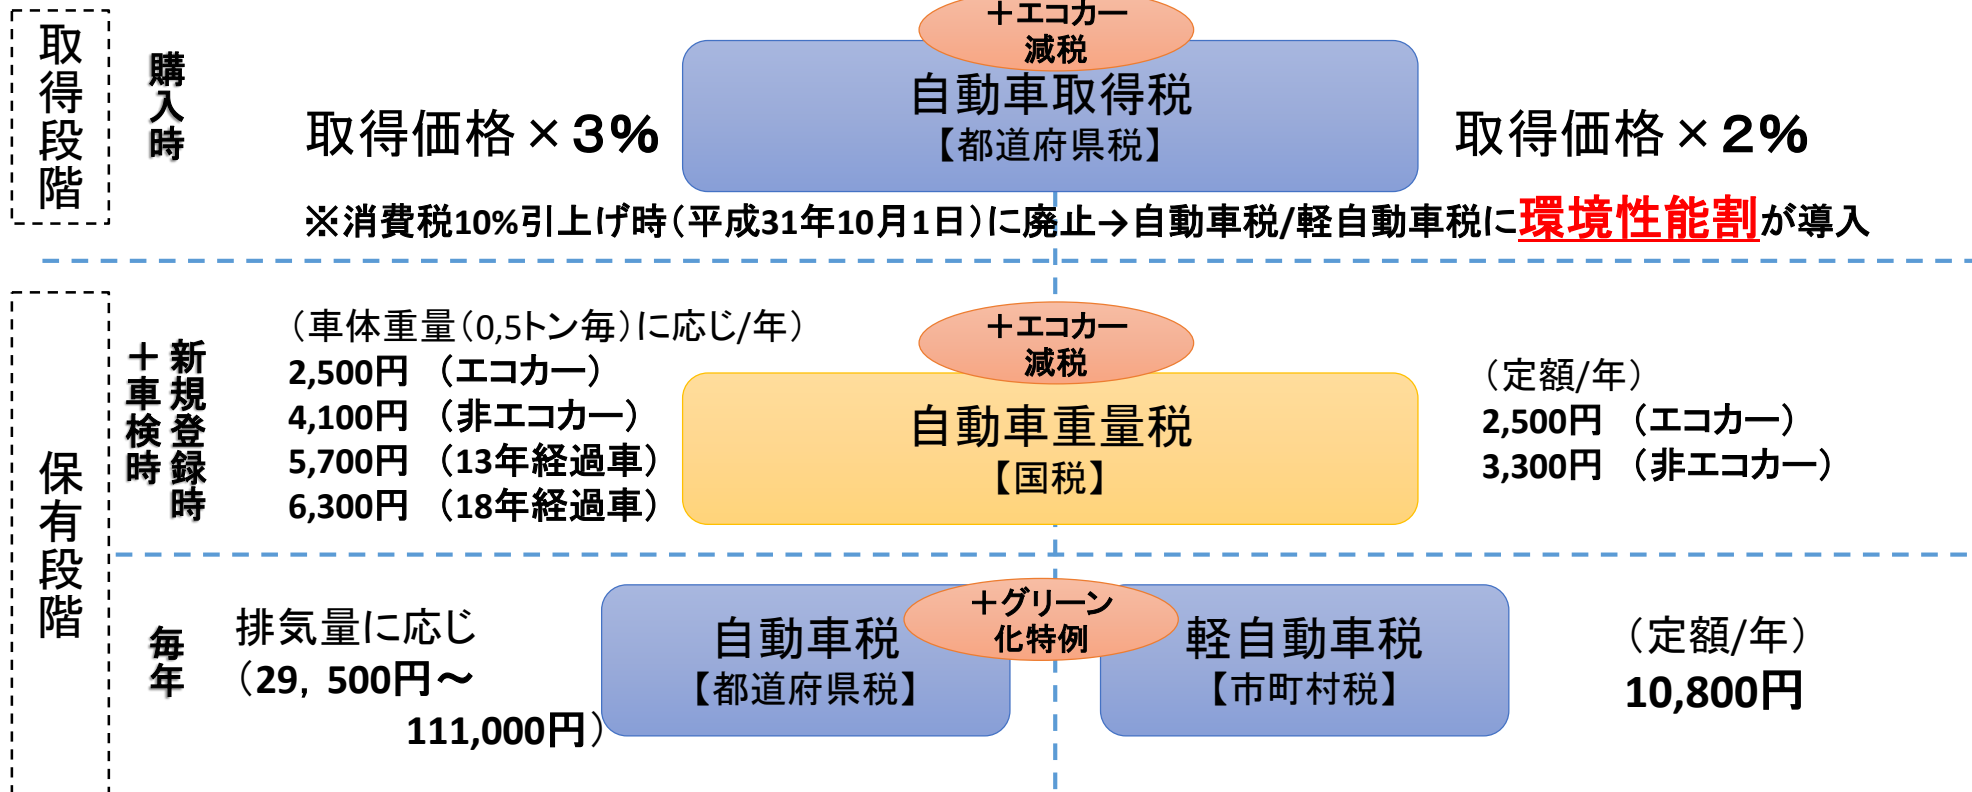 取得段階
購入時
取得価格×3%
＋エコカー
減税
自動車取得税
【都道府県税】
取得価格×2%
※消費税10%引上げ時（平成31年10月1日）に廃止→自動車税/軽自動車税に環境性能割が導入
保有段階
新規登録時
＋車検時
（車体重量（0,5トン毎）に応じ/年）
2,500円 （エコカー）
4,100円 （非エコカー）
5,700円 （13年経過車）
6,300円 （18年経過車）
＋エコカー
減税
自動車重量税
【国税】
（定額/年）
2,500円 （エコカー）
3,300円 （非エコカー）
毎年
排気量に応じ
（29，500円～
111,000円）
自動車税
【都道府県税】
＋グリーン
化特例
軽自動車税
【市町村税】
（定額/年）
10,800円